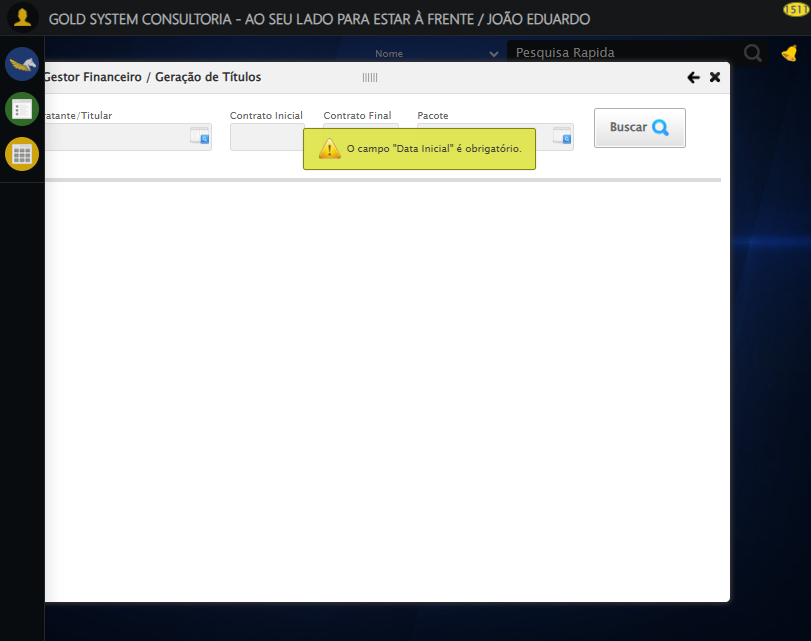 GOLD SYSTEM CONSULTORIA - AO SEU LADO PARA ESTAR À FRENTE / JOÃO EDUARDO
1511
Nome
Pesquisa Rapida
Gestor Financeiro / Geração de Títulos
ratante/Titular
Contrato Inicial
Contrato Final
Pacote
Buscar
O campo "Data Inicial" é obrigatório.